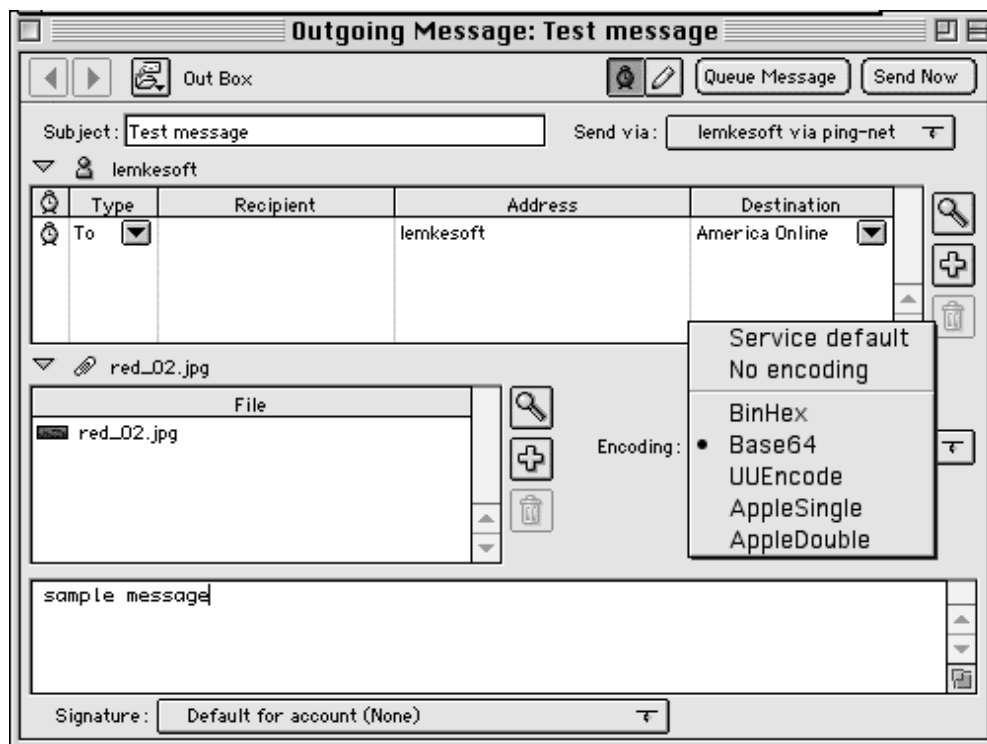 Outgoing Message: Test message
Out Box Queue Message Send Now
Subject: Test message Send via: lemkesoft via ping-net
lemkesoft
Type Recipient Address Destination
To lemkesoft America Online
red_02.jpg
File
red_02.jpg
Encoding:
Service default
No encoding
BinHex
Base64
UUEncode
AppleSingle
AppleDouble
sample message
Signature: Default for account (None)